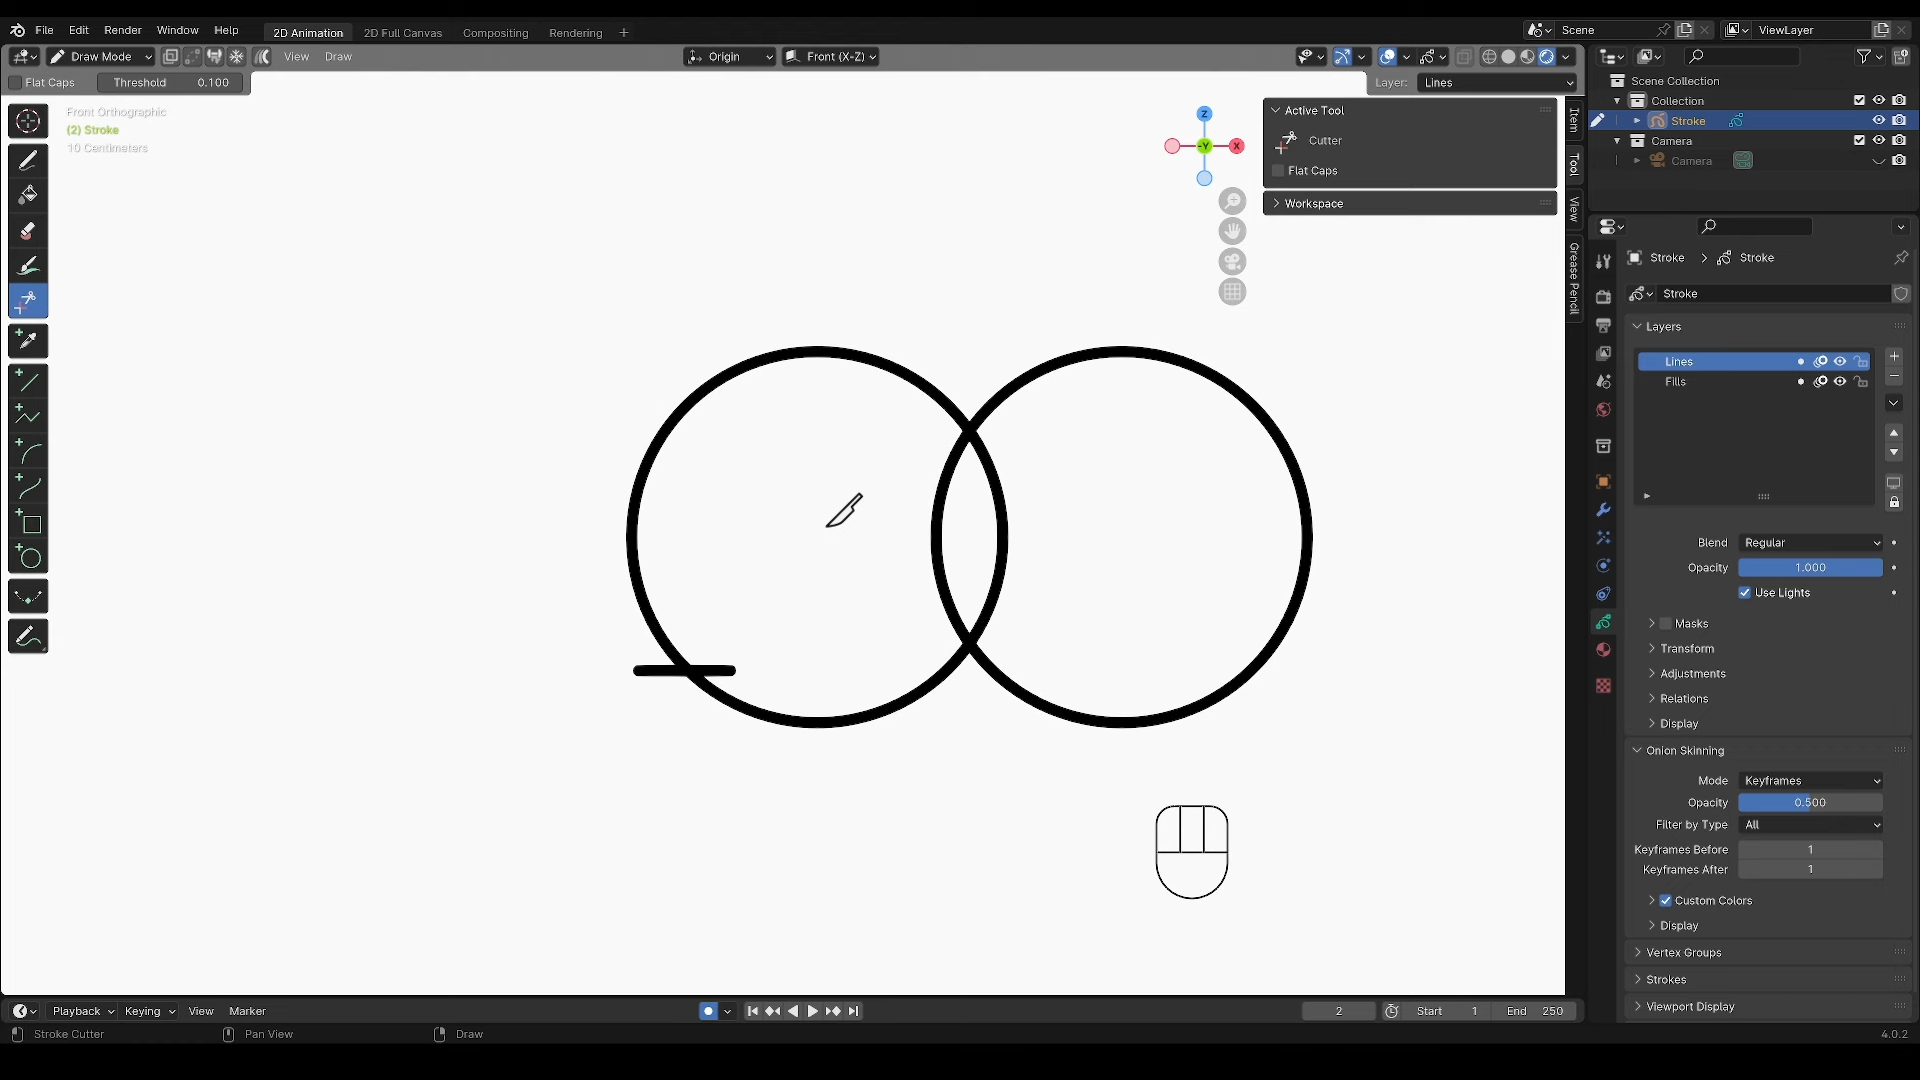 File Edit Render Window Help 2D Animation 2D Full Canvas Compositing Rendering + Scene ViewLayer
Draw Mode View Draw Origin Front (X-Z)
Flat Caps Threshold 0.100 Layer: Lines
Front Orthographic
(2) Stroke
10 Centimeters
Z
-Y
X
Active Tool
Cutter
Flat Caps
Workspace
Item
Tool
View
Grease Pencil
Scene Collection
Collection
Stroke
Camera
Camera
Stroke > Stroke
Stroke
Layers
Lines
Fills
Blend Regular
Opacity 1.000
Use Lights
Masks
Transform
Adjustments
Relations
Display
Onion Skinning
Mode Keyframes
Opacity 0.500
Filter by Type All
Keyframes Before 1
Keyframes After 1
Custom Colors
Display
Vertex Groups
Strokes
Viewport Display
Playback Keying View Marker 2 Start 1 End 250
Stroke Cutter Pan View Draw 4.0.2